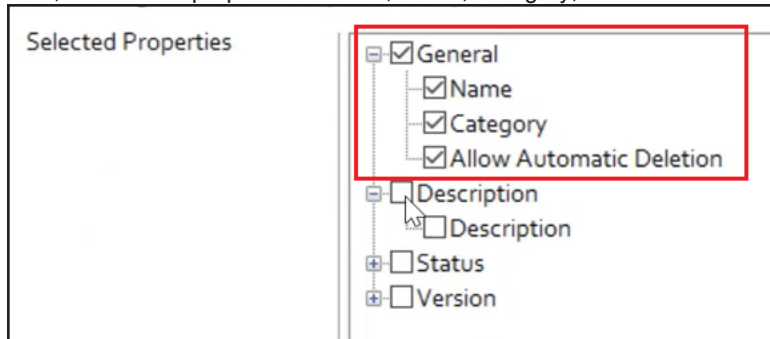 Selected Properties
General
Name
Category
Allow Automatic Deletion
Description
Description
Status
Version